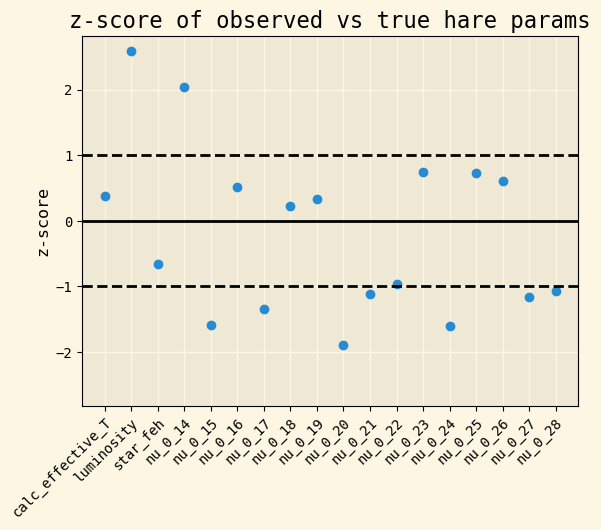 z-score of observed vs true hare params
z-score
2
1
0
−1
−2
calc_effective_T
luminosity
star_feh
nu_0_14
nu_0_15
nu_0_16
nu_0_17
nu_0_18
nu_0_19
nu_0_20
nu_0_21
nu_0_22
nu_0_23
nu_0_24
nu_0_25
nu_0_26
nu_0_27
nu_0_28